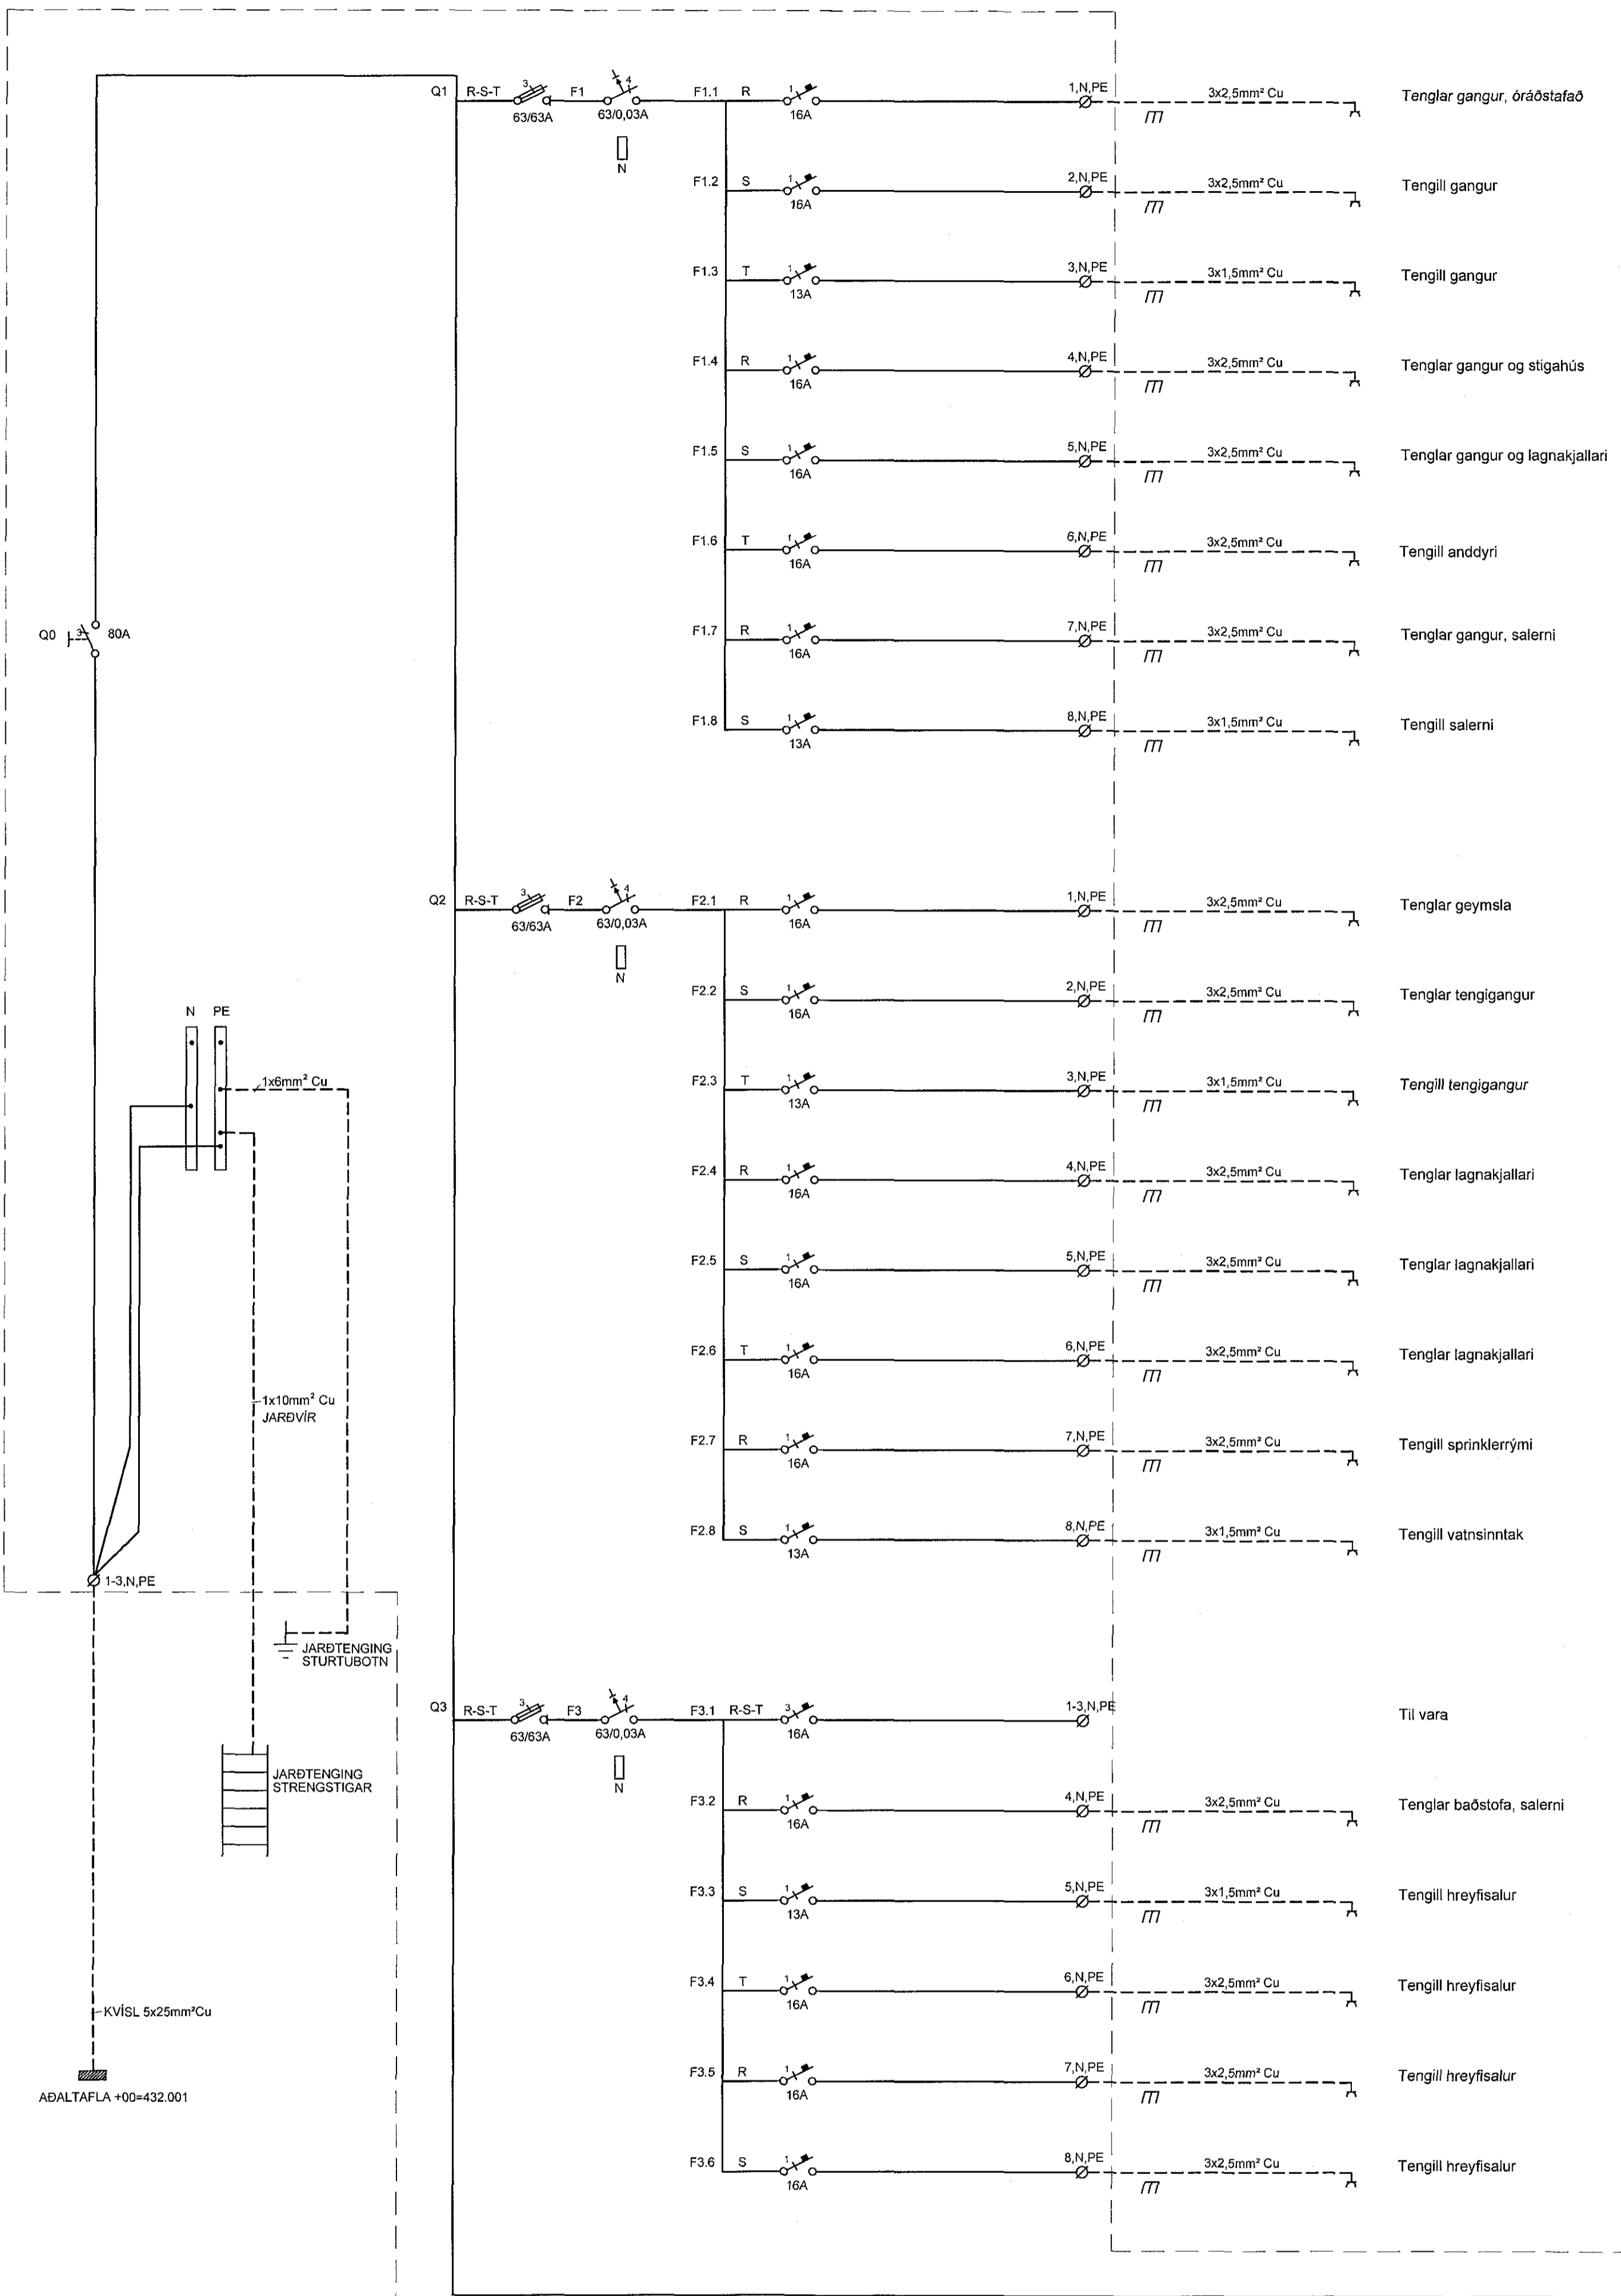 Q1 R-S-T 3 63/63A F1 4 63/0,03A N
F1.1 R 1 16A 1,N,PE 3x2,5mm² Cu Tenglar gangur, óráðstafað
F1.2 S 1 16A 2,N,PE 3x2,5mm² Cu Tengill gangur
F1.3 T 1 13A 3,N,PE 3x1,5mm² Cu Tengill gangur
F1.4 R 1 16A 4,N,PE 3x2,5mm² Cu Tenglar gangur og stigahús
F1.5 S 1 16A 5,N,PE 3x2,5mm² Cu Tenglar gangur og lagnakjallari
F1.6 T 1 16A 6,N,PE 3x2,5mm² Cu Tengill anddyri
Q0 3 80A
F1.7 R 1 16A 7,N,PE 3x2,5mm² Cu Tenglar gangur, salerni
F1.8 S 1 13A 8,N,PE 3x1,5mm² Cu Tengill salerni
Q2 R-S-T 3 63/63A F2 4 63/0,03A N
F2.1 R 1 16A 1,N,PE 3x2,5mm² Cu Tenglar geymsla
F2.2 S 1 16A 2,N,PE 3x2,5mm² Cu Tenglar tengigangur
N PE
1x6mm² Cu
F2.3 T 1 13A 3,N,PE 3x1,5mm² Cu Tengill tengigangur
F2.4 R 1 16A 4,N,PE 3x2,5mm² Cu Tenglar lagnakjallari
F2.5 S 1 16A 5,N,PE 3x2,5mm² Cu Tenglar lagnakjallari
F2.6 T 1 16A 6,N,PE 3x2,5mm² Cu Tenglar lagnakjallari
1x10mm² Cu
JARÐVÍR
F2.7 R 1 16A 7,N,PE 3x2,5mm² Cu Tengill sprinklerrými
F2.8 S 1 13A 8,N,PE 3x1,5mm² Cu Tengill vatnsinntak
1-3,N,PE
JARÐTENGING
STURTUBOTN
Q3 R-S-T 3 63/63A F3 4 63/0,03A N
F3.1 R-S-T 3 16A 1-3,N,PE Til vara
JARÐTENGING
STRENGSTIGAR
F3.2 R 1 16A 4,N,PE 3x2,5mm² Cu Tenglar baðstofa, salerni
F3.3 S 1 13A 5,N,PE 3x1,5mm² Cu Tengill hreyfisalur
F3.4 T 1 16A 6,N,PE 3x2,5mm² Cu Tengill hreyfisalur
KVÍSL 5x25mm²Cu
F3.5 R 1 16A 7,N,PE 3x2,5mm² Cu Tengill hreyfisalur
AÐALTAFLA +00=432.001
F3.6 S 1 16A 8,N,PE 3x2,5mm² Cu Tengill hreyfisalur